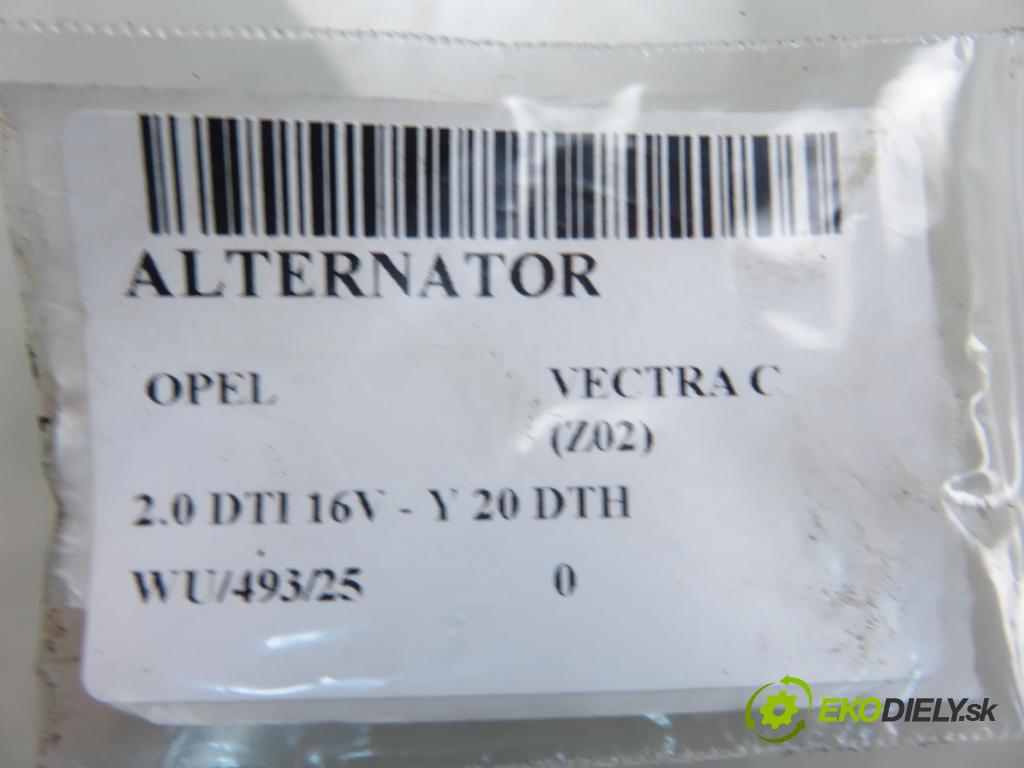 ALTERNATOR
OPEL VECTRA C
(Z02)
2.0 DTI 16V - Y 20 DTH
WU/493/25 0
EKODIELY.sk